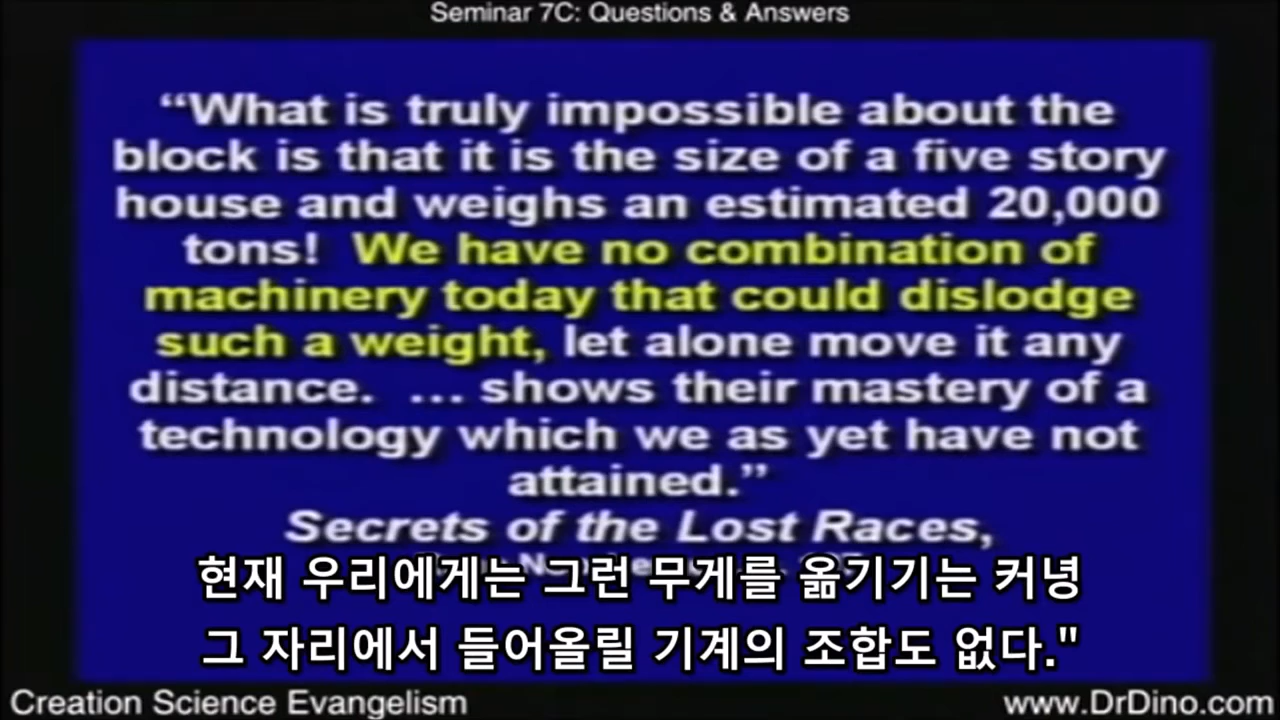 Seminar 7C: Questions & Answers
“What is truly impossible about the
block is that it is the size of a five story
house and weighs an estimated 20,000
tons! We have no combination of
machinery today that could dislodge
such a weight, let alone move it any
distance. ... shows their mastery of a
technology which we as yet have not
attained.”
Secrets of the Lost Races,
현재 우리에게는 그런 무게를 옮기기는 커녕
그 자리에서 들어올릴 기계의 조합도 없다."
Creation Science Evangelism
www.DrDino.com